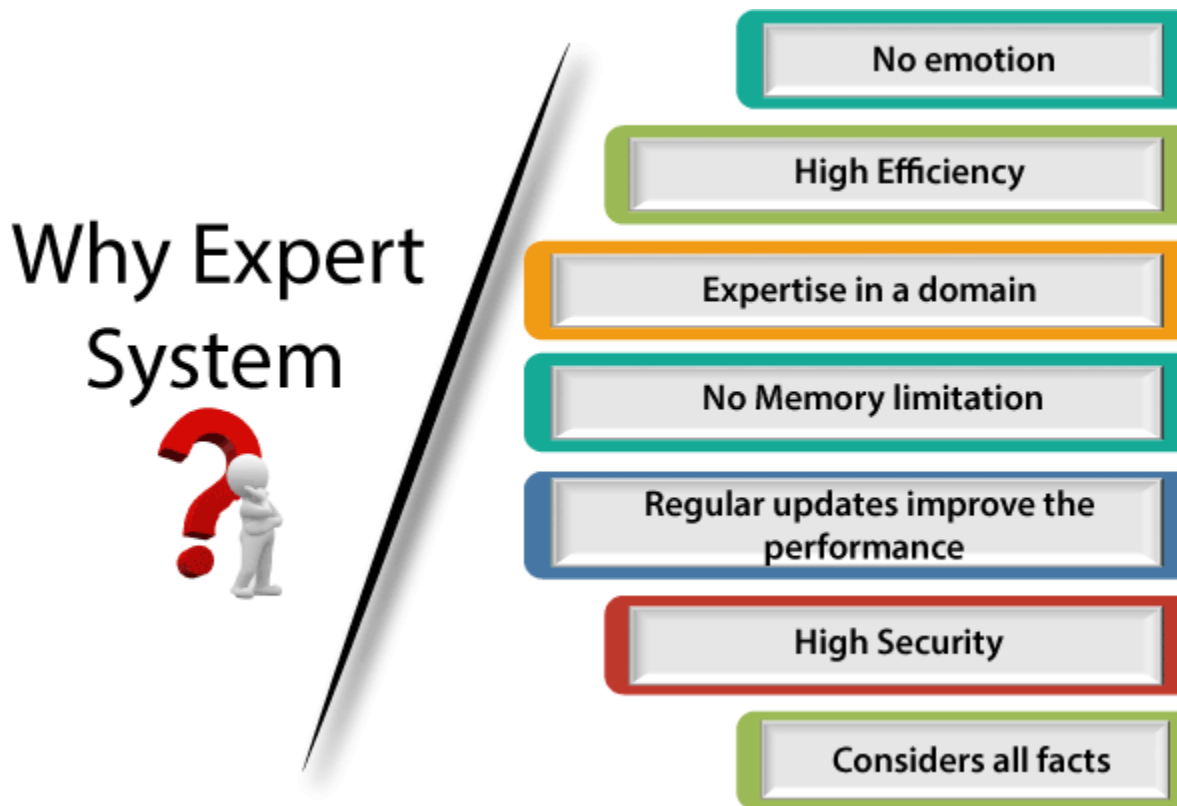 Why Expert
System
No emotion
High Efficiency
Expertise in a domain
No Memory limitation
Regular updates improve the
performance
High Security
Considers all facts